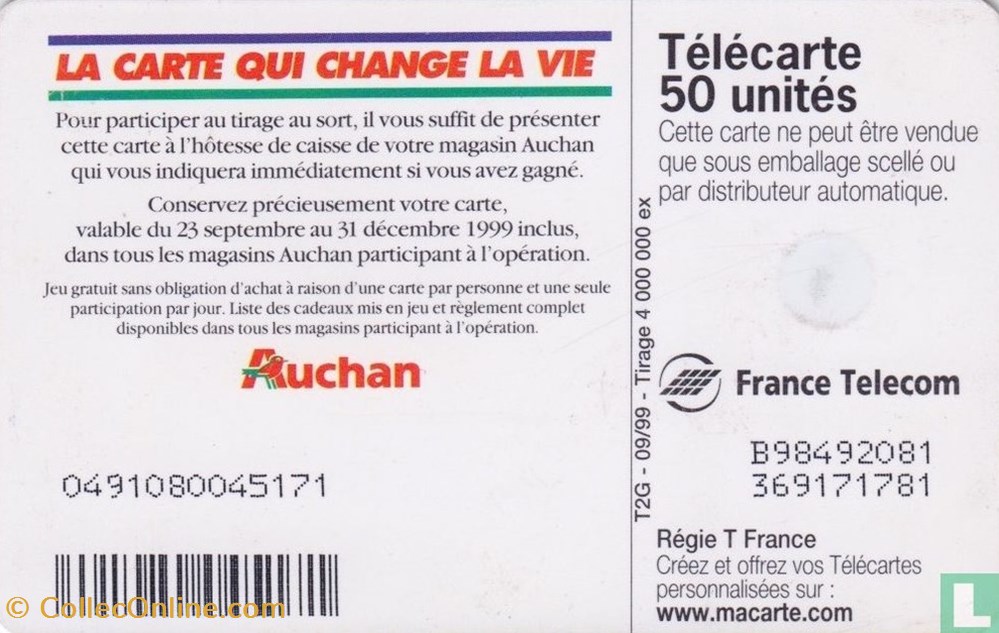 LA CARTE QUI CHANGE LA VIE
Pour participer au tirage au sort, il vous suffit de présenter
cette carte à l'hôtesse de caisse de votre magasin Auchan
qui vous indiquera immédiatement si vous avez gagné.
Conservez précieusement votre carte,
valable du 23 septembre au 31 décembre 1999 inclus,
dans tous les magasins Auchan participant à l'opération.
Jeu gratuit sans obligation d'achat à raison d'une carte par personne et une seule
participation par jour. Liste des cadeaux mis en jeu et règlement complet
disponibles dans tous les magasins participant à l'opération.
Auchan
0491080045171
T2G - 09/99 - Tirage 4 000 000 ex
Télécarte
50 unités
Cette carte ne peut être vendue
que sous emballage scellé ou
par distributeur automatique.
France Telecom
B98492081
369171781
Régie T France
Créez et offrez vos Télécartes
personnalisées sur :
www.macarte.com
© CollecOnline.com
L